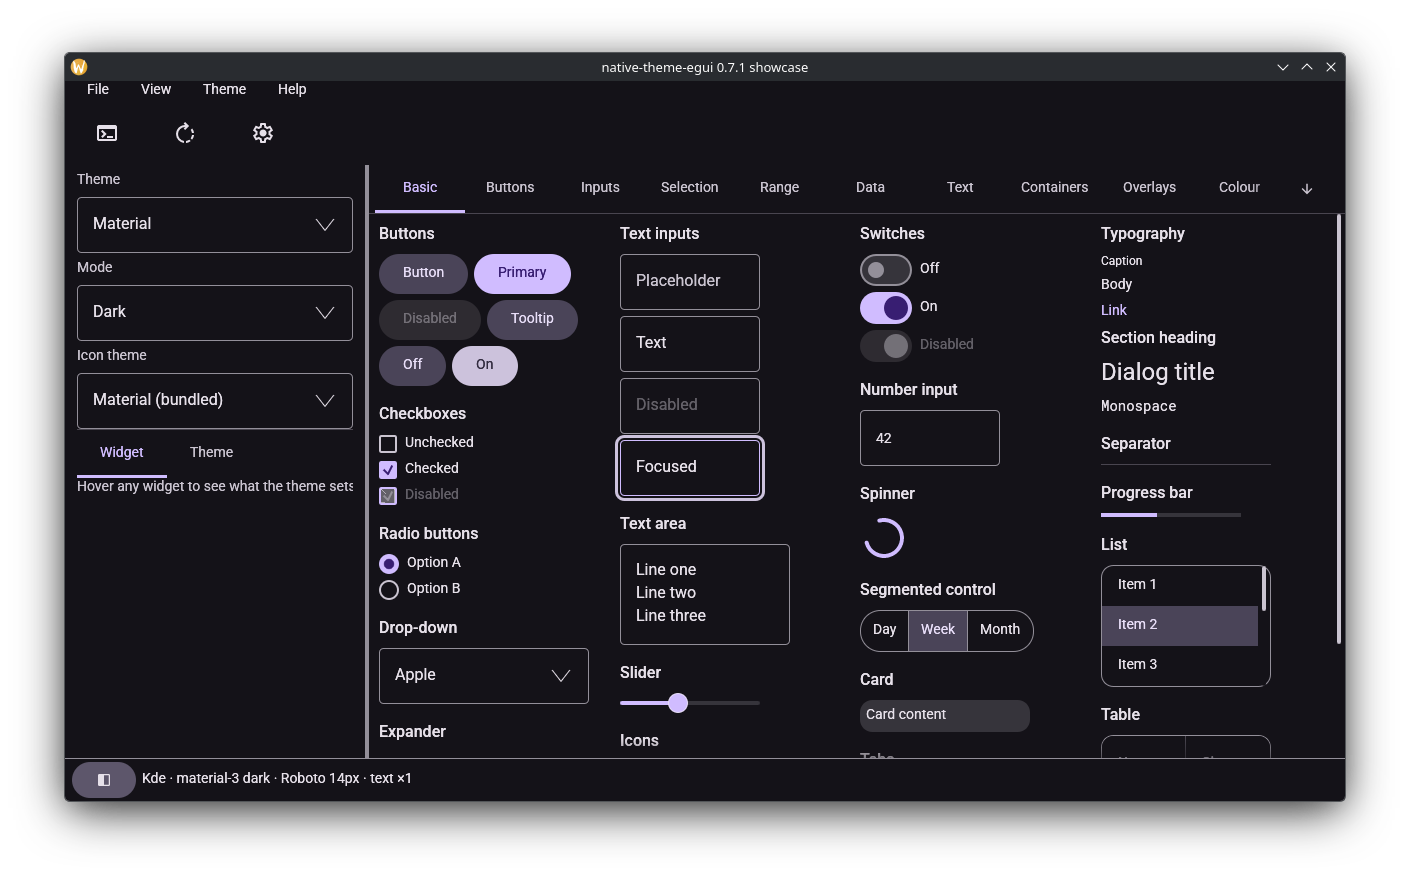 native-theme-egui 0.7.1 showcase
File View Theme Help
Theme
Material
Mode
Dark
Icon theme
Material (bundled)
Widget Theme
Hover any widget to see what the theme sets
Basic Buttons Inputs Selection Range Data Text Containers Overlays Colour
Buttons
Button Primary
Disabled Tooltip
Off On
Checkboxes
Unchecked
Checked
Disabled
Radio buttons
Option A
Option B
Drop-down
Apple
Expander
Text inputs
Placeholder
Text
Disabled
Focused
Text area
Line one
Line two
Line three
Slider
Icons
Switches
Off
On
Disabled
Number input
42
Spinner
Segmented control
Day Week Month
Card
Card content
Typography
Caption
Body
Link
Section heading
Dialog title
Monospace
Separator
Progress bar
List
Item 1
Item 2
Item 3
Table
Kde · material-3 dark · Roboto 14px · text ×1